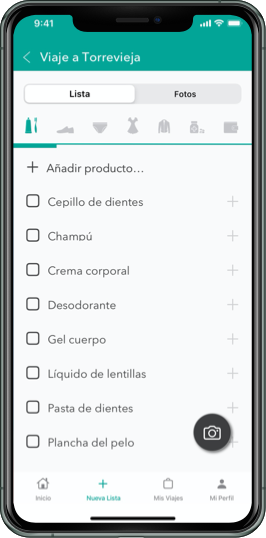 9:41
Viaje a Torrevieja
Lista Fotos
Añadir producto...
Cepillo de dientes
Champú
Crema corporal
Desodorante
Gel cuerpo
Líquido de lentillas
Pasta de dientes
Plancha del pelo
Inicio Nueva Lista Mis Viajes Mi Perfil